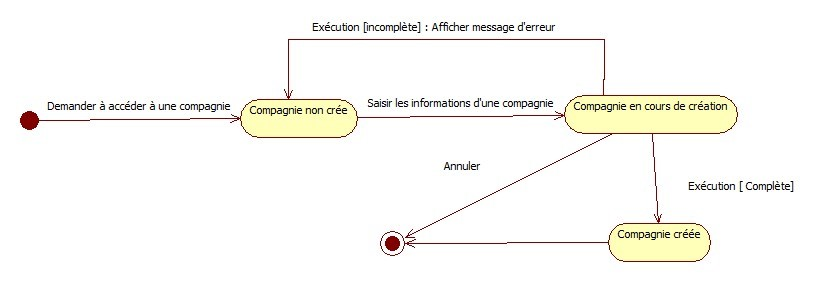 Exécution [incomplète] : Afficher message d'erreur
Demander à accéder à une compagnie
Compagnie non crée
Saisir les informations d'une compagnie
Compagnie en cours de création
Annuler
Exécution [ Complète]
Compagnie créée